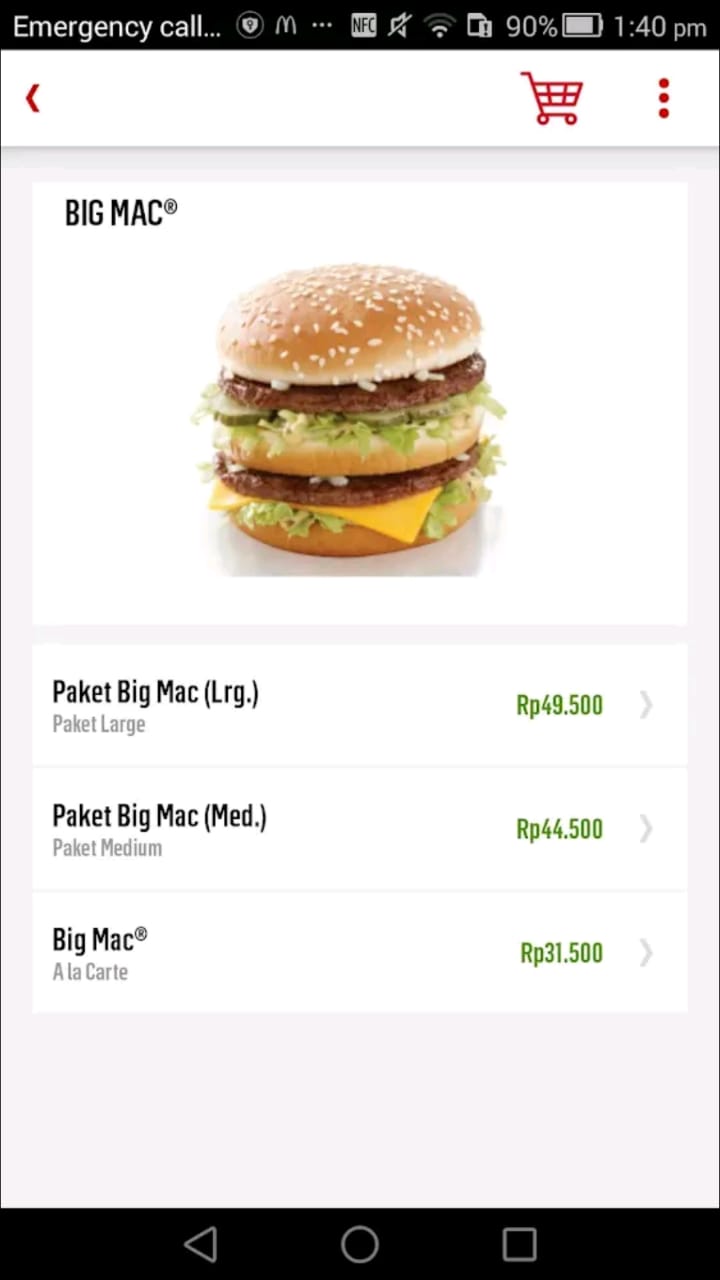 Emergency call... NFC 90% 1:40 pm
BIG MAC®
Paket Big Mac (Lrg.)
Paket Large
Rp49.500
Paket Big Mac (Med.)
Paket Medium
Rp44.500
Big Mac®
A la Carte
Rp31.500